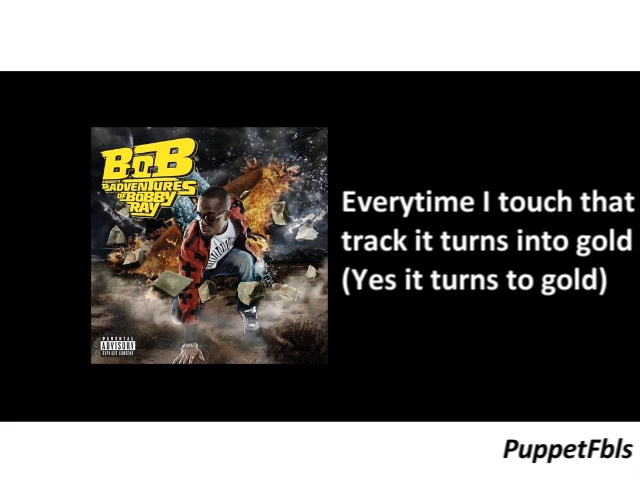 B.o.B
PRESENTS
THE ADVENTURES
OF BOBBY
RAY
PARENTAL
ADVISORY
EXPLICIT CONTENT
Everytime I touch that
track it turns into gold
(Yes it turns to gold)
PuppetFbls